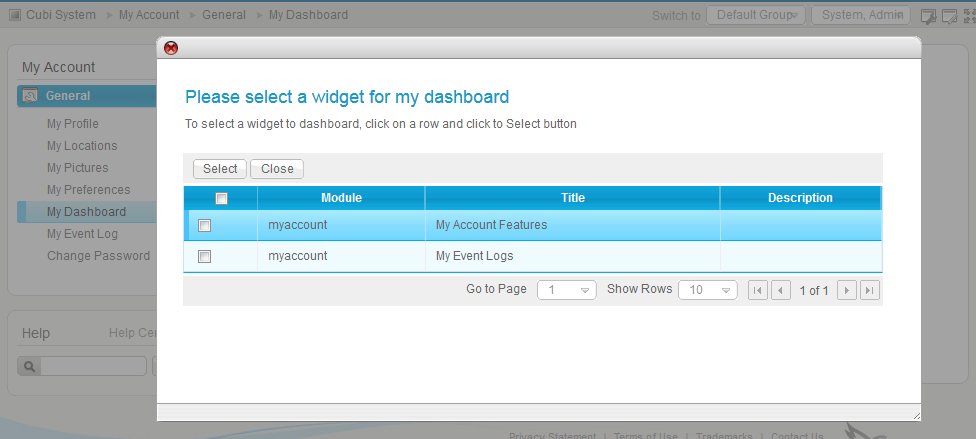 Cubi System My Account General My Dashboard Switch to Default Group System, Admin
My Account
General
My Profile
My Locations
My Pictures
My Preferences
My Dashboard
My Event Log
Change Password
Help Help Cen
Please select a widget for my dashboard
To select a widget to dashboard, click on a row and click to Select button
Select Close
Module Title Description
myaccount My Account Features
myaccount My Event Logs
Go to Page 1 Show Rows 10 1 of 1
Privacy Statement | Terms of Use | Trademarks | Contact Us